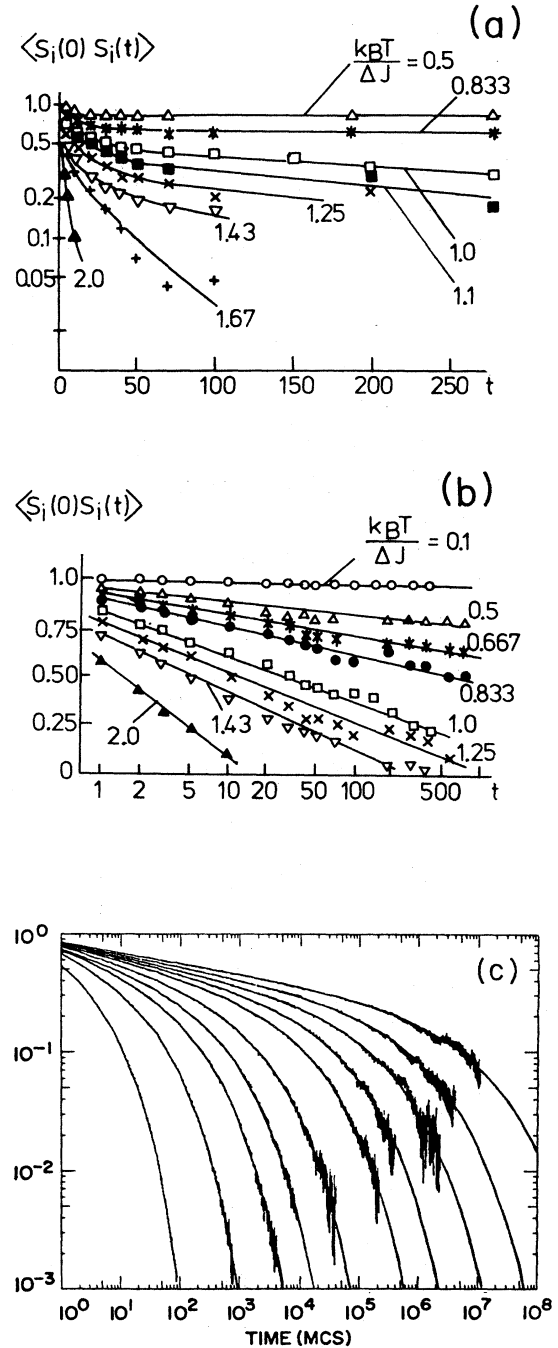 (a)
⟨Si(0) Si(t)⟩
kBT/ΔJ = 0.5
0.833
1.0
0.5
0.2
0.1
0.05
1.25
1.43
1.0
1.1
2.0
1.67
0 50 100 150 200 250 t
(b)
⟨Si(0)Si(t)⟩
kBT/ΔJ = 0.1
1.0
0.75
0.50
0.25
0
0.5
0.667
0.833
1.0
1.25
1.43
2.0
1 2 5 10 20 50 100 500 t
(c)
10^0
10^-1
10^-2
10^-3
10^0 10^1 10^2 10^3 10^4 10^5 10^6 10^7 10^8
TIME (MCS)